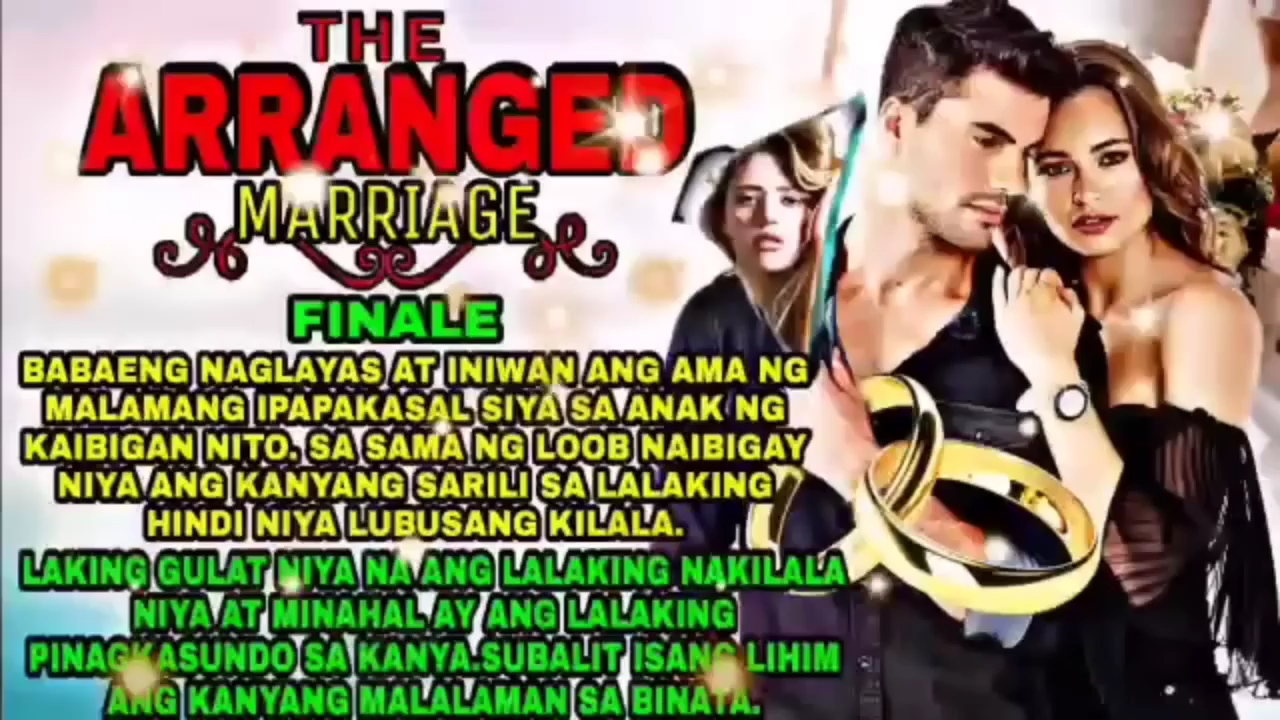 THE
ARRANGED
MARRIAGE
FINALE
BABAENG NAGLAYAS AT INIWAN ANG AMA NG
MALAMANG IPAPAKASAL SIYA SA ANAK NG
KAIBIGAN NITO. SA SAMA NG LOOB NAIBIGAY
NIYA ANG KANYANG SARILI SA LALAKING
HINDI NIYA LUBUSANG KILALA.
LAKING GULAT NIYA NA ANG LALAKING NAKILALA
NIYA AT MINAHAL AY ANG LALAKING
PINAGKASUNDO SA KANYA.SUBALIT ISANG LIHIM
ANG KANYANG MALALAMAN SA BINATA.